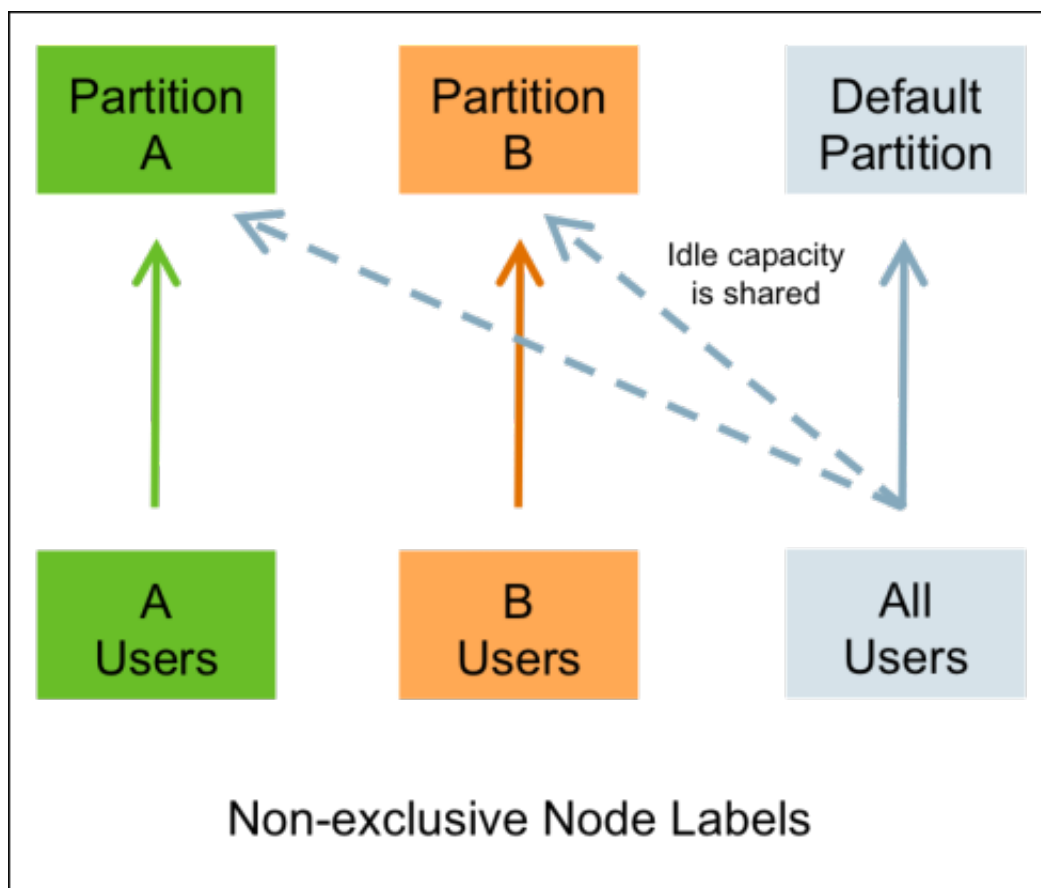 Partition
A
Partition
B
Default
Partition
Idle capacity
is shared
A
Users
B
Users
All
Users
Non-exclusive Node Labels